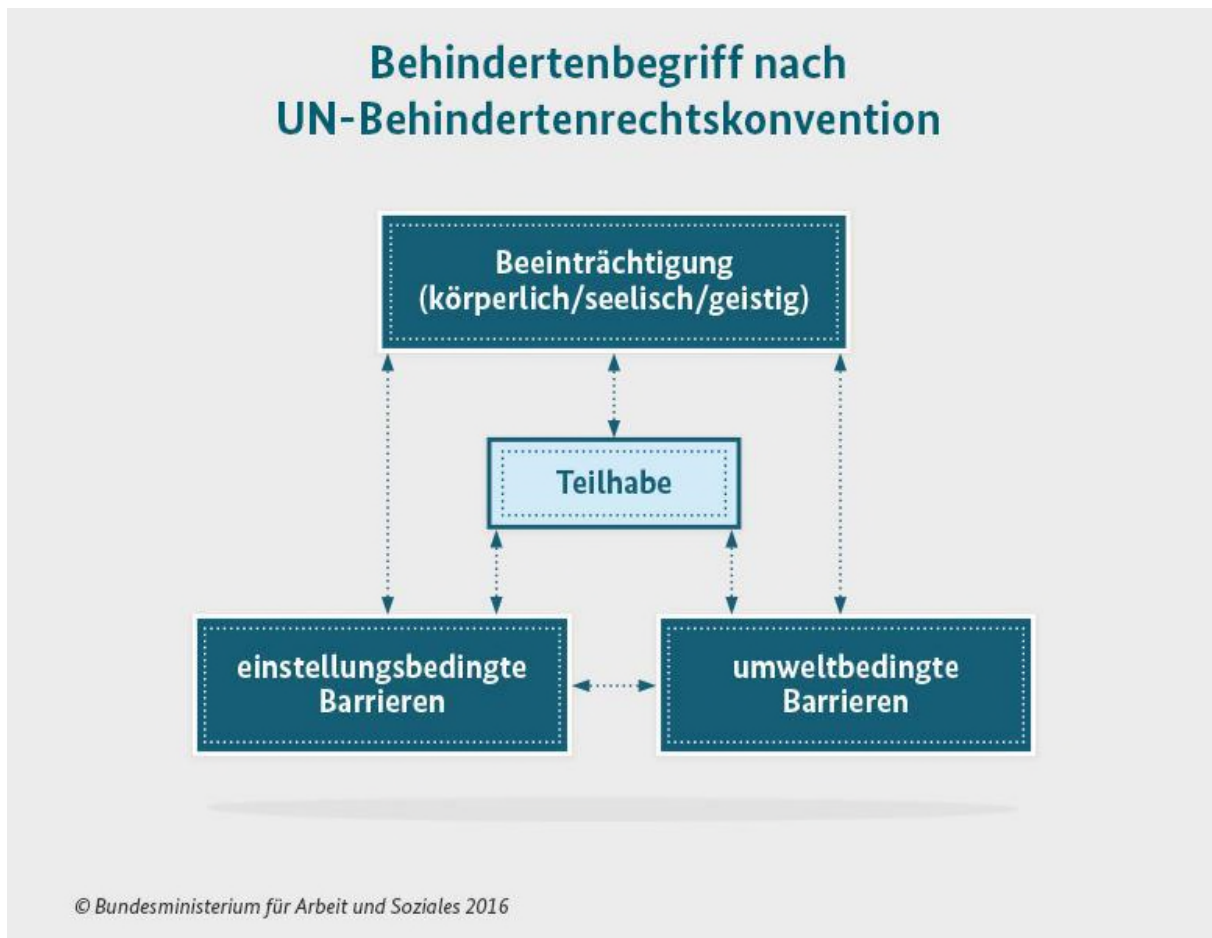 Behindertenbegriff nach
UN-Behindertenrechtskonvention
Beeinträchtigung
(körperlich/seelisch/geistig)
Teilhabe
einstellungsbedingte
Barrieren
umweltbedingte
Barrieren
© Bundesministerium für Arbeit und Soziales 2016